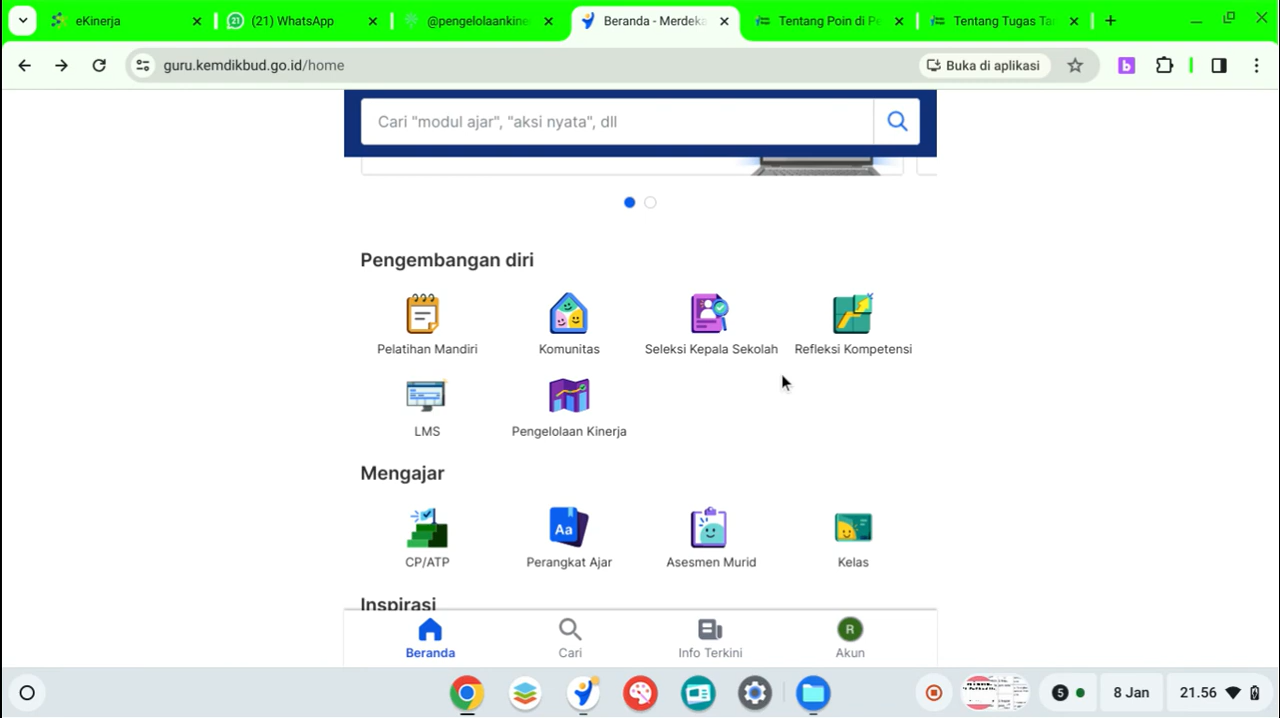 eKinerja
(21) WhatsApp
@pengelolaankine
Beranda - Merdeka
Tentang Poin di Pe
Tentang Tugas Ta
guru.kemdikbud.go.id/home
Buka di aplikasi
Cari "modul ajar", "aksi nyata", dll
Pengembangan diri
Pelatihan Mandiri
Komunitas
Seleksi Kepala Sekolah
Refleksi Kompetensi
LMS
Pengelolaan Kinerja
Mengajar
CP/ATP
Perangkat Ajar
Asesmen Murid
Kelas
Inspirasi
Beranda
Cari
Info Terkini
Akun
5
8 Jan
21.56